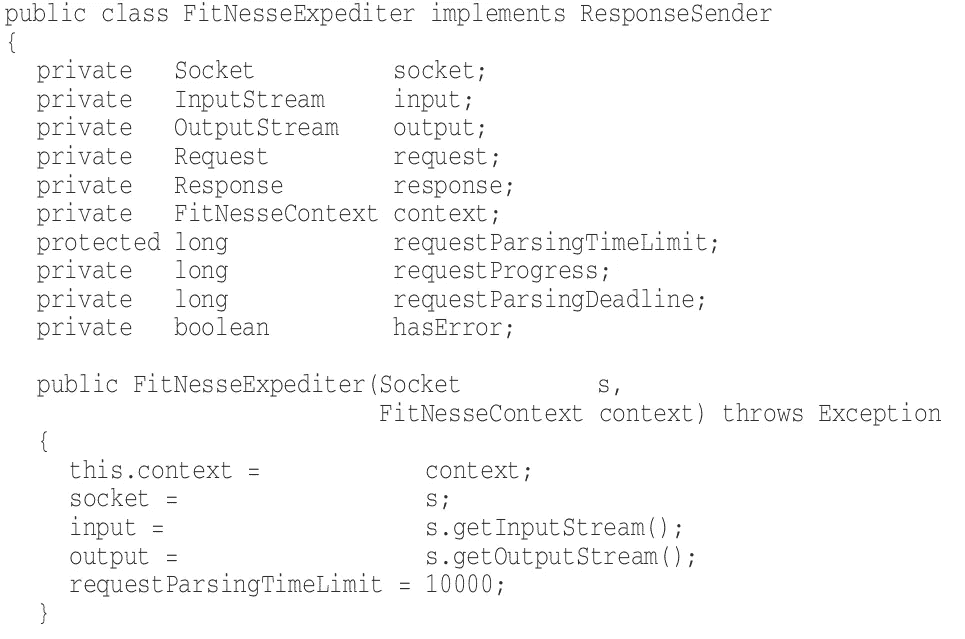 public class FitNesseExpediter implements ResponseSender
{
  private   Socket          socket;
  private   InputStream     input;
  private   OutputStream    output;
  private   Request         request;
  private   Response        response;
  private   FitNesseContext context;
  protected long            requestParsingTimeLimit;
  private   long            requestProgress;
  private   long            requestParsingDeadline;
  private   boolean         hasError;

  public FitNesseExpediter(Socket          s,
                           FitNesseContext context) throws Exception
  {
    this.context =            context;
    socket =                  s;
    input =                   s.getInputStream();
    output =                  s.getOutputStream();
    requestParsingTimeLimit = 10000;
  }